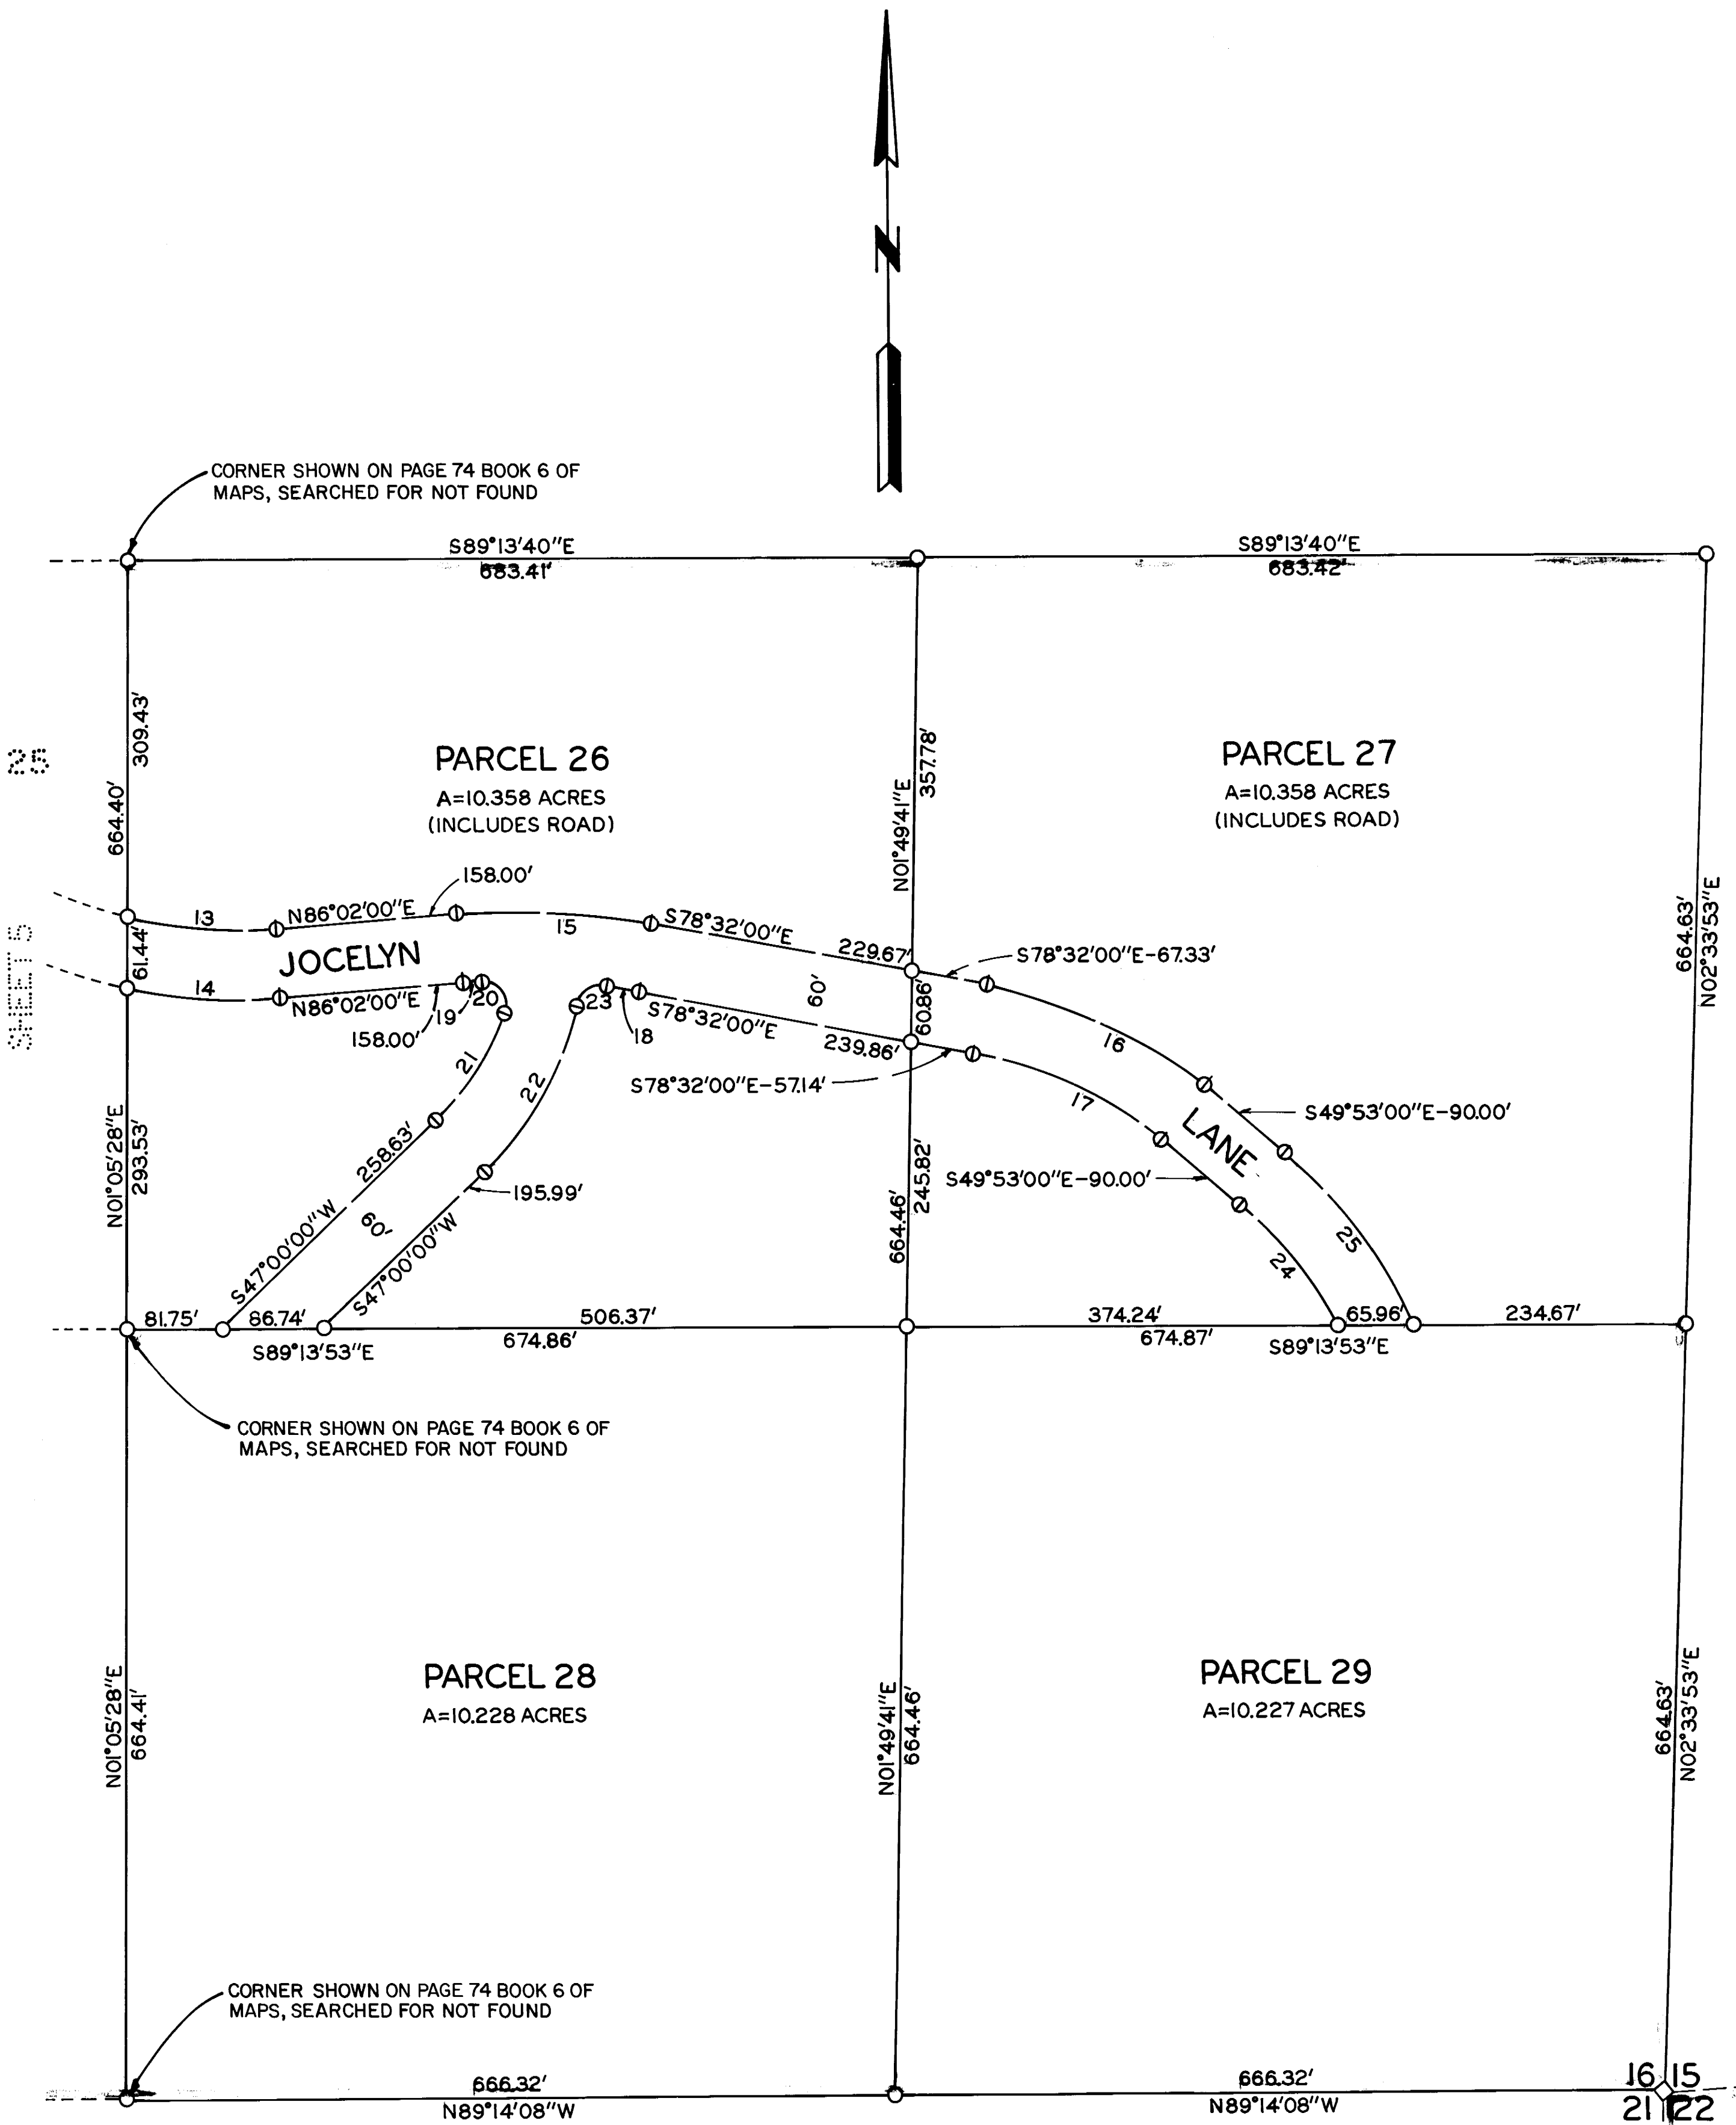 N
CORNER SHOWN ON PAGE 74 BOOK 6 OF
MAPS, SEARCHED FOR NOT FOUND
S89°13'40"E
683.41'
S89°13'40"E
683.42'
309.43'
664.40'
25
SHEET 5
PARCEL 26
A=10.358 ACRES
(INCLUDES ROAD)
357.78'
N01°49'41"E
PARCEL 27
A=10.358 ACRES
(INCLUDES ROAD)
664.63'
N02°33'53"E
158.00'
13
N86°02'00"E
15
S78°32'00"E
229.67'
S78°32'00"E-67.33'
61.44'
JOCELYN
14
N86°02'00"E
158.00'
19
20
23
18
S78°32'00"E
239.86'
60'
60.86'
S78°32'00"E-57.14'
16
17
LANE
S49°53'00"E-90.00'
S49°53'00"E-90.00'
21
22
N01°05'28"E
293.53'
258.63'
S47°00'00"W
60'
195.99'
S47°00'00"W
664.46'
245.82'
24
25
81.75'
86.74'
S89°13'53"E
506.37'
674.86'
374.24'
674.87'
65.96'
S89°13'53"E
234.67'
CORNER SHOWN ON PAGE 74 BOOK 6 OF
MAPS, SEARCHED FOR NOT FOUND
N01°05'28"E
664.41'
PARCEL 28
A=10.228 ACRES
N01°49'41"E
664.46'
PARCEL 29
A=10.227 ACRES
664.63'
N02°33'53"E
CORNER SHOWN ON PAGE 74 BOOK 6 OF
MAPS, SEARCHED FOR NOT FOUND
666.32'
N89°14'08"W
666.32'
N89°14'08"W
16 15
21 22